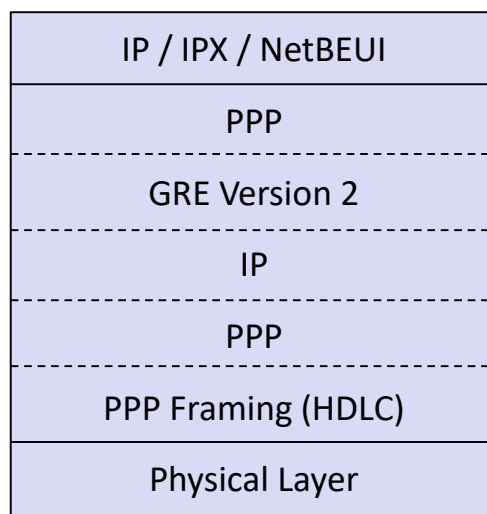 IP / IPX / NetBEUI
PPP
GRE Version 2
IP
PPP
PPP Framing (HDLC)
Physical Layer